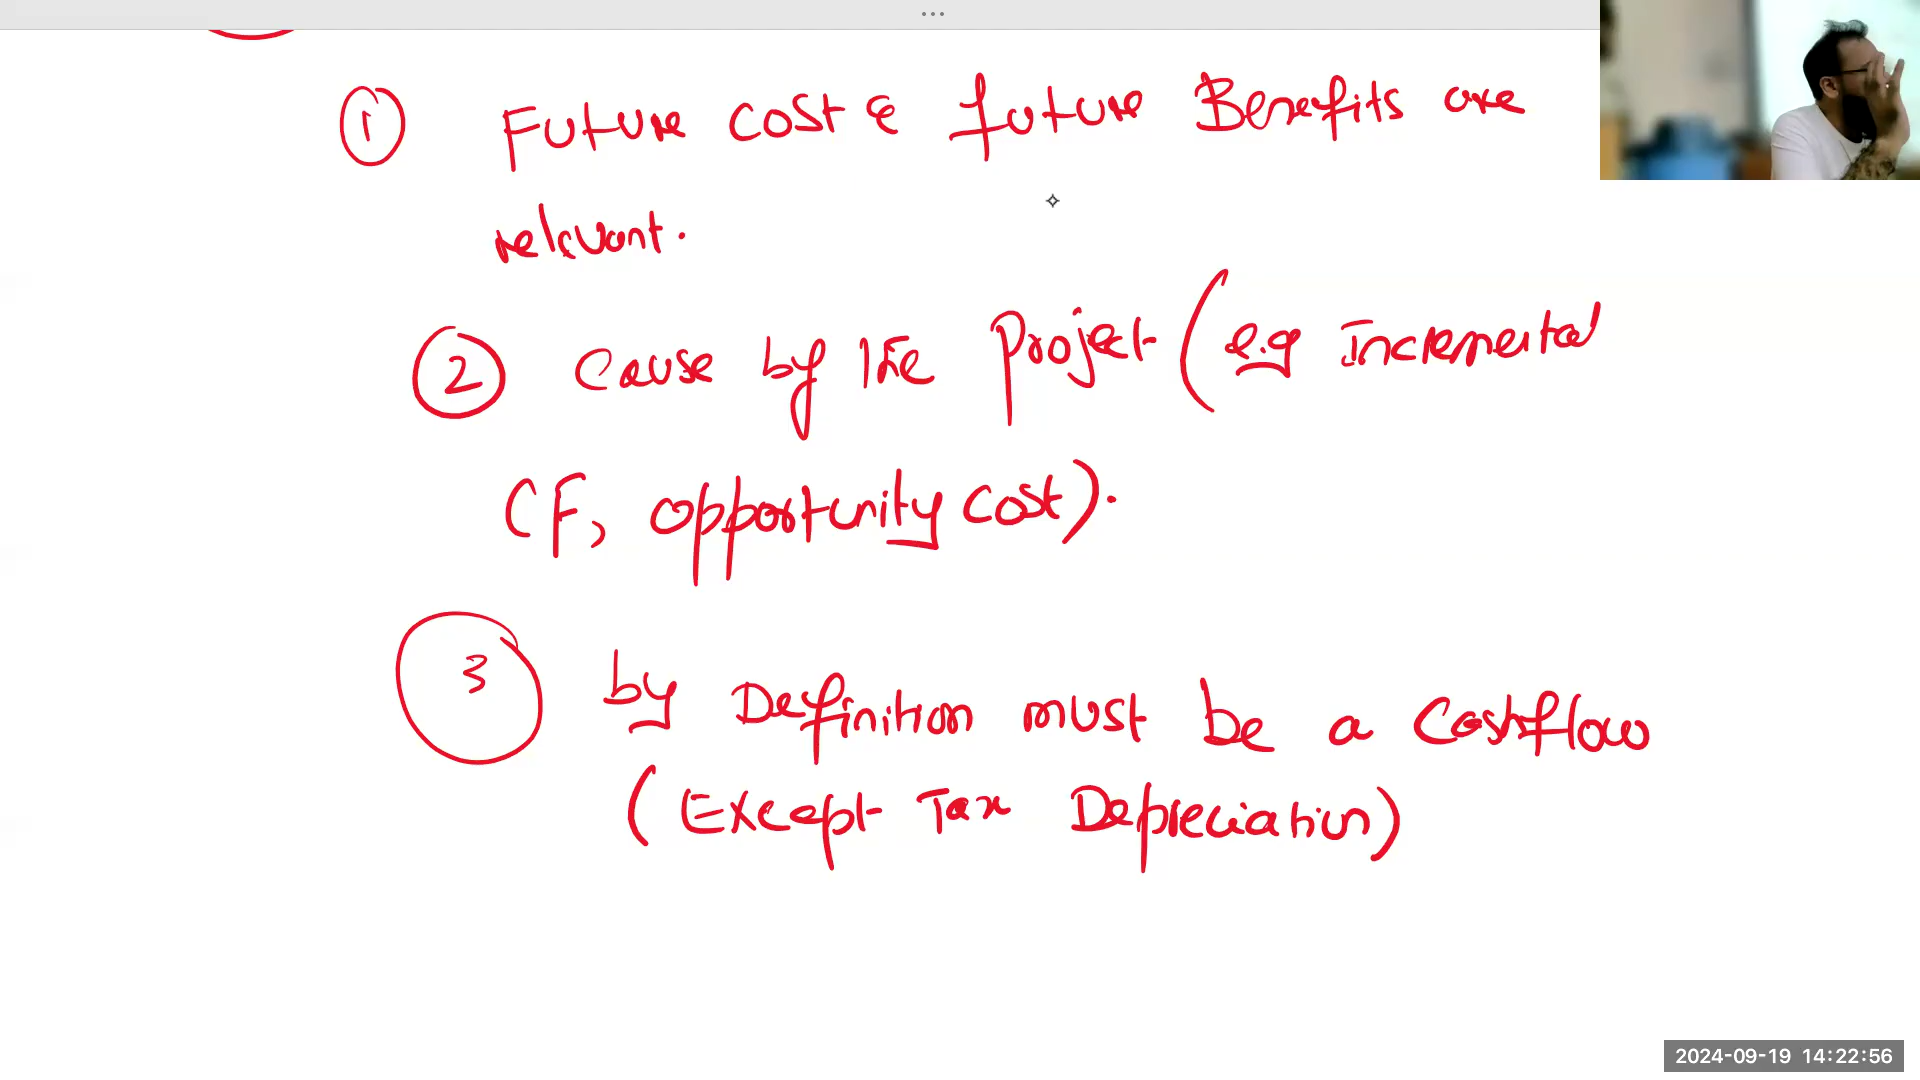 1 Future cost & future Benefits are
relevant.
2 Cause by the Project (e.g Incremental
CF, opportunity cost).
3 by Definition must be a Cashflow
(Except Tax Depreciation)
2024-09-19 14:22:56